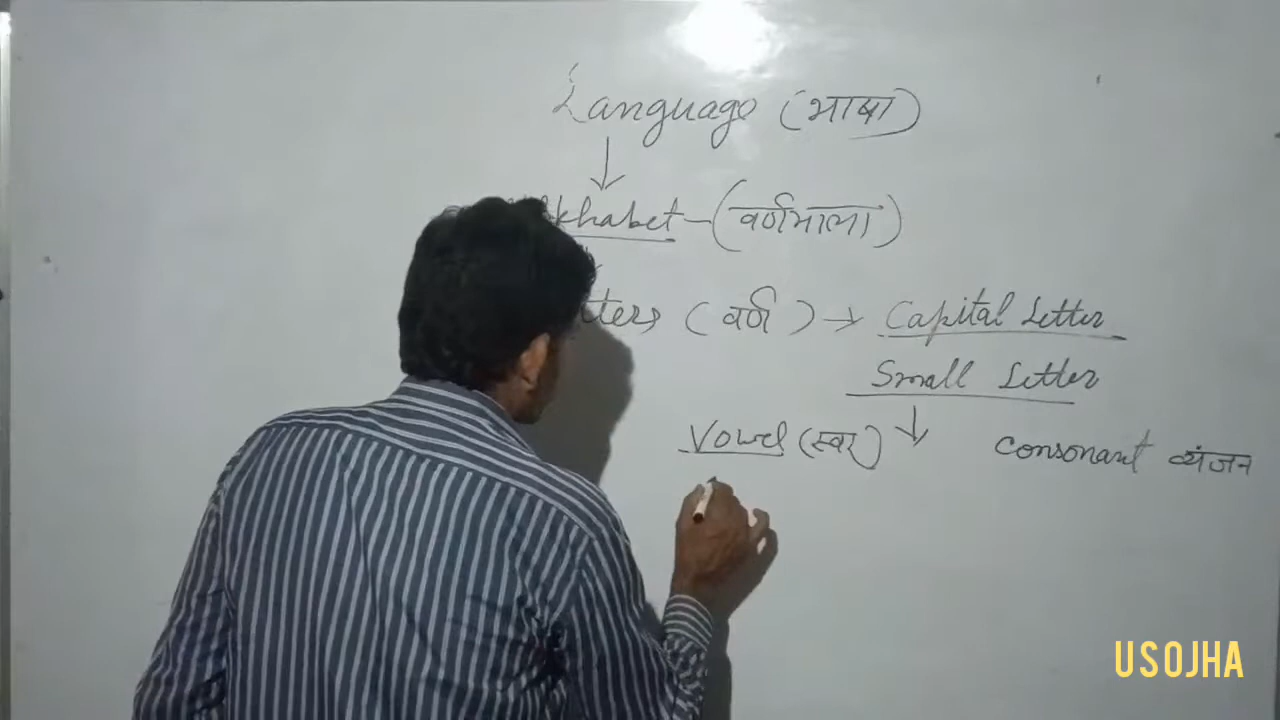 Language (भाषा)
(वर्णमाला)
(वर्ण) → Capital Letter
Small Letter
Vowel (स्वर) consonant व्यंजन
USOJHA